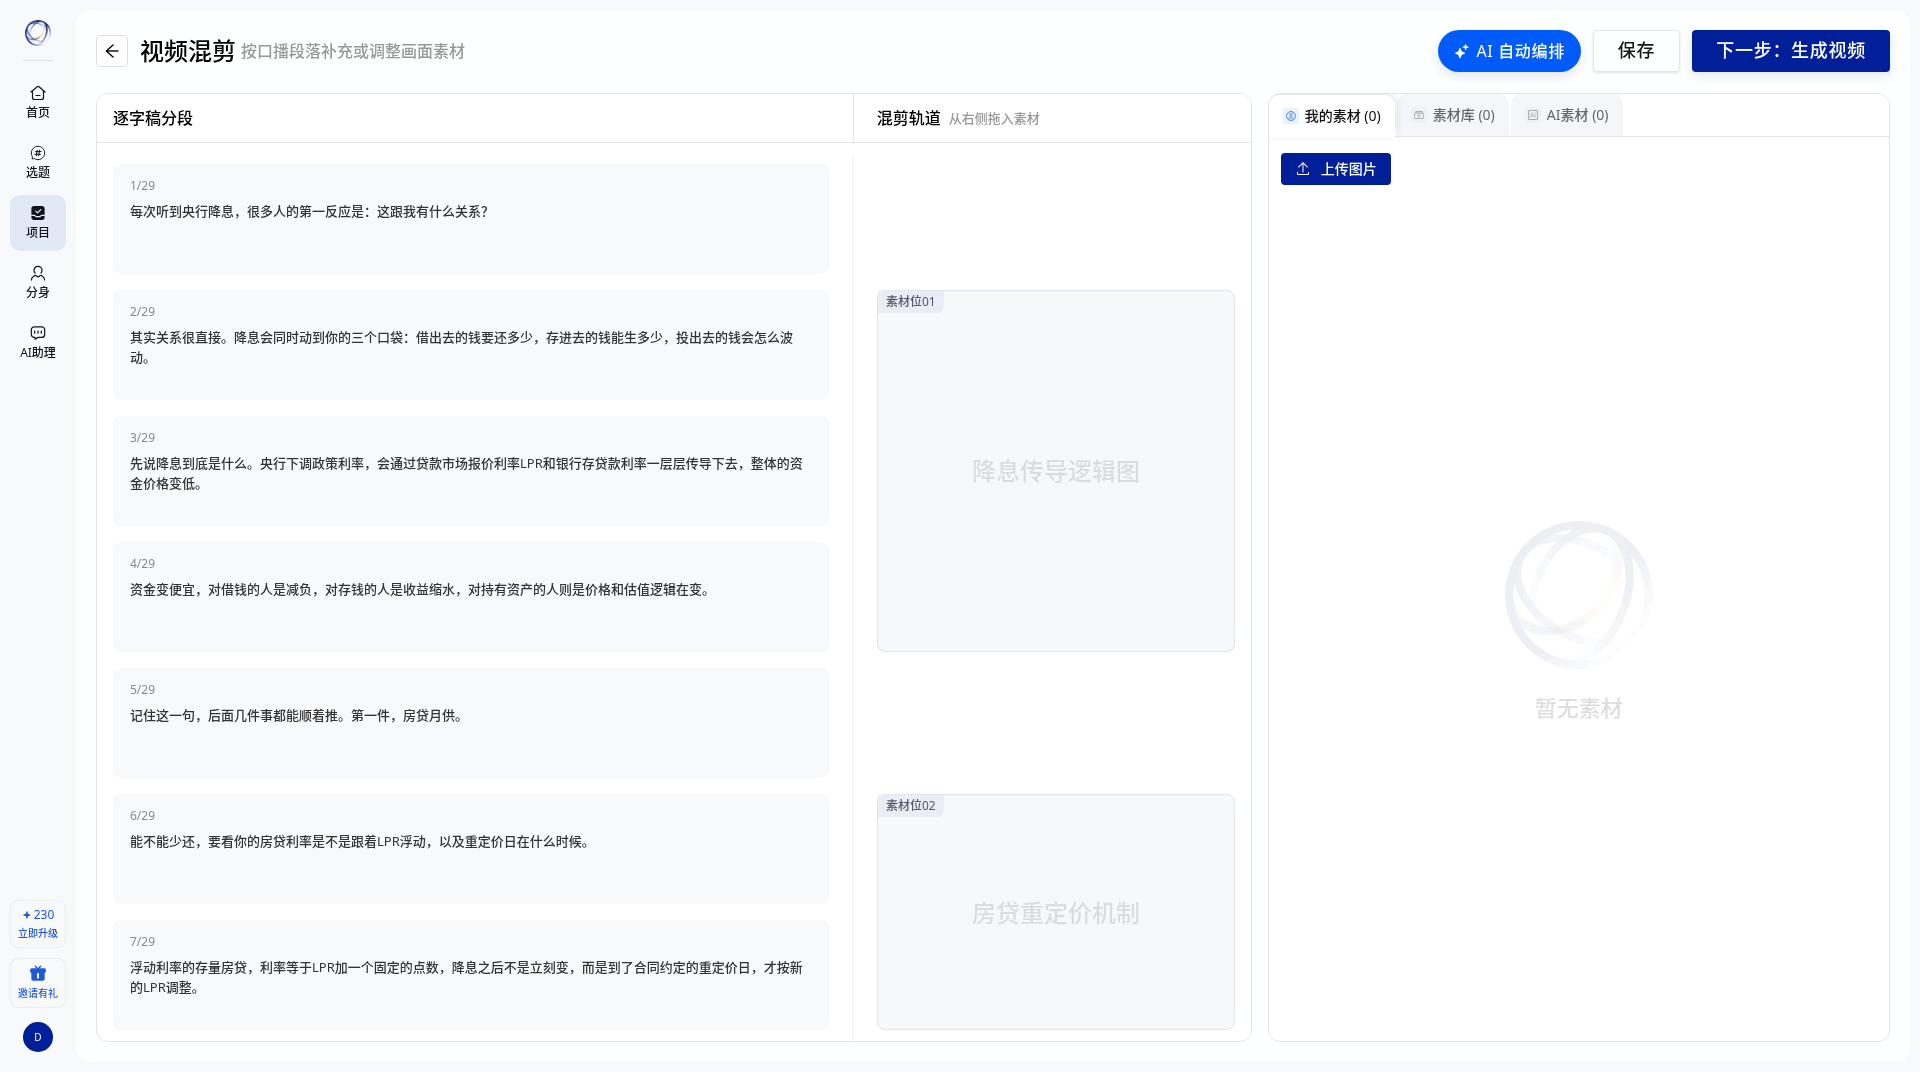 首页
选题
项目
分身
AI助理
230
立即升级
邀请有礼
D
视频混剪 按口播段落补充或调整画面素材
AI 自动编排
保存
下一步：生成视频
逐字稿分段
混剪轨道 从右侧拖入素材
1/29
每次听到央行降息，很多人的第一反应是：这跟我有什么关系？
2/29
其实关系很直接。降息会同时动到你的三个口袋：借出去的钱要还多少，存进去的钱能生多少，投出去的钱会怎么波
动。
3/29
先说降息到底是什么。央行下调政策利率，会通过贷款市场报价利率LPR和银行存贷款利率一层层传导下去，整体的资
金价格变低。
4/29
资金变便宜，对借钱的人是减负，对存钱的人是收益缩水，对持有资产的人则是价格和估值逻辑在变。
5/29
记住这一句，后面几件事都能顺着推。第一件，房贷月供。
6/29
能不能少还，要看你的房贷利率是不是跟着LPR浮动，以及重定价日在什么时候。
7/29
浮动利率的存量房贷，利率等于LPR加一个固定的点数，降息之后不是立刻变，而是到了合同约定的重定价日，才按新
的LPR调整。
素材位01
降息传导逻辑图
素材位02
房贷重定价机制
我的素材 (0)
素材库 (0)
AI素材 (0)
上传图片
暂无素材